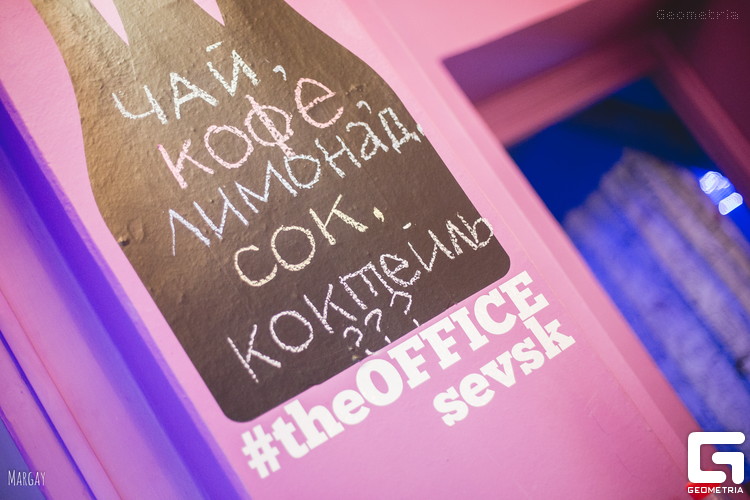 Geometria
ЧАЙ,
КОФЕ
ЛИМОНАД,
СОК,
КОКТЕЙЛЬ
???
#theOFFICE
sevsk
MARGAY
GEOMETRIA